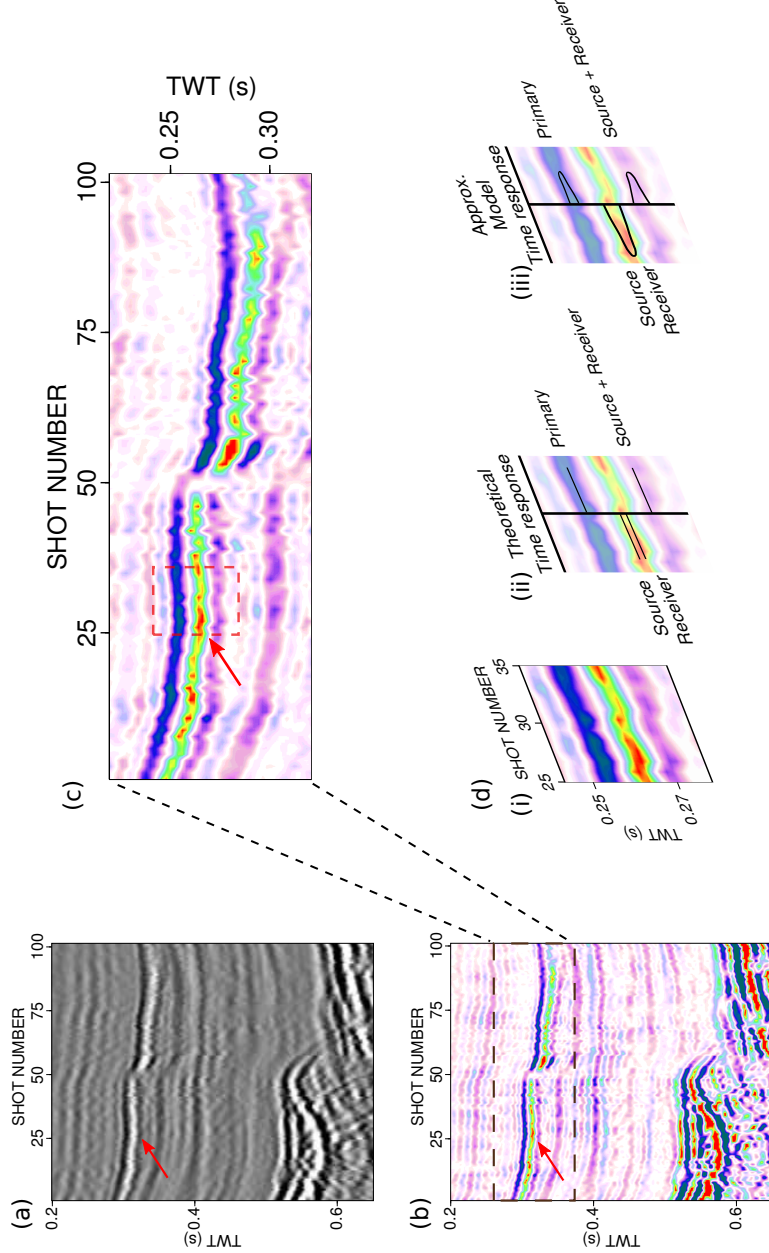 (a)
SHOT NUMBER
25
50
75
100
0.2
0.4
0.6
TWT (s)
(b)
SHOT NUMBER
25
50
75
100
0.2
0.4
0.6
TWT (s)
(c)
SHOT NUMBER
25
50
75
100
TWT (s)
0.25
0.30
(d)
(i)
SHOT NUMBER
25
30
35
0.25
0.27
TWT (s)
(ii)
Theoretical
Time response
Primary
Source + Receiver
Source
Receiver
(iii)
Approx.
Model
Time response
Primary
Source + Receiver
Source
Receiver